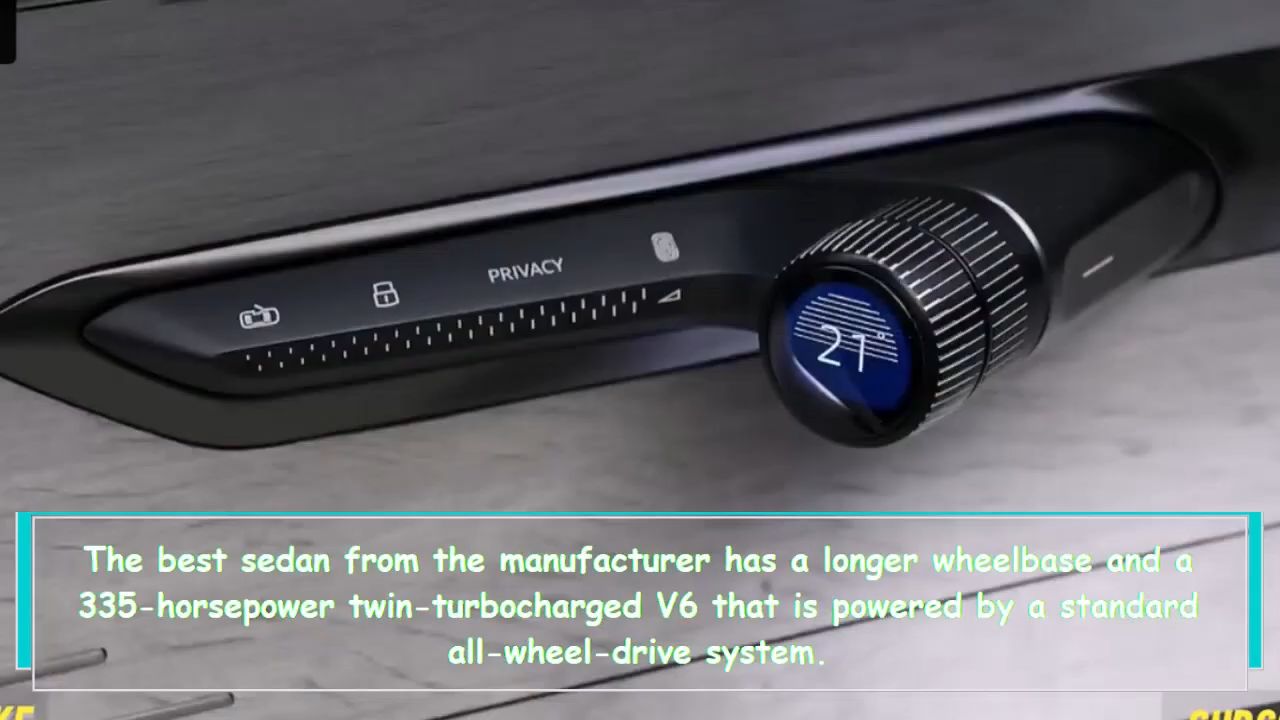 PRIVACY
21°
The best sedan from the manufacturer has a longer wheelbase and a
335-horsepower twin-turbocharged V6 that is powered by a standard
all-wheel-drive system.